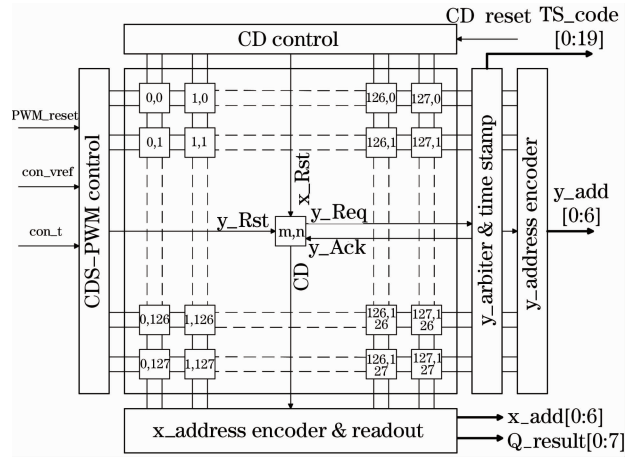 CD control
CD reset
TS_code
[0:19]
PWM_reset
con_vref
con_t
CDS-PWM control
0,0
1,0
126,0
127,0
0,1
1,1
126,1
127,1
x_Rst
y_Rst
m,n
y_Req
y_Ack
CD
y_arbiter & time stamp
y_address encoder
y_add
[0:6]
0,126
1,126
126,1
26
127,1
26
0,127
1,127
126,1
27
127,1
27
x_address encoder & readout
x_add[0:6]
Q_result[0:7]